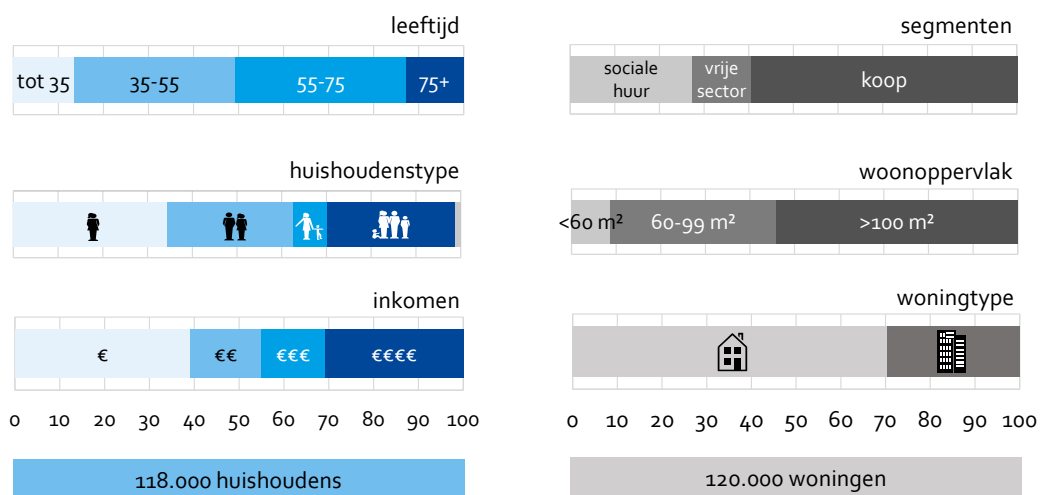 leeftijd
tot 35 35-55 55-75 75+
huishoudenstype
inkomen
€ €€ €€€ €€€€
0 10 20 30 40 50 60 70 80 90 100
118.000 huishoudens
segmenten
sociale
huur
vrije
sector
koop
woonoppervlak
<60 m² 60-99 m² >100 m²
woningtype
0 10 20 30 40 50 60 70 80 90 100
120.000 woningen